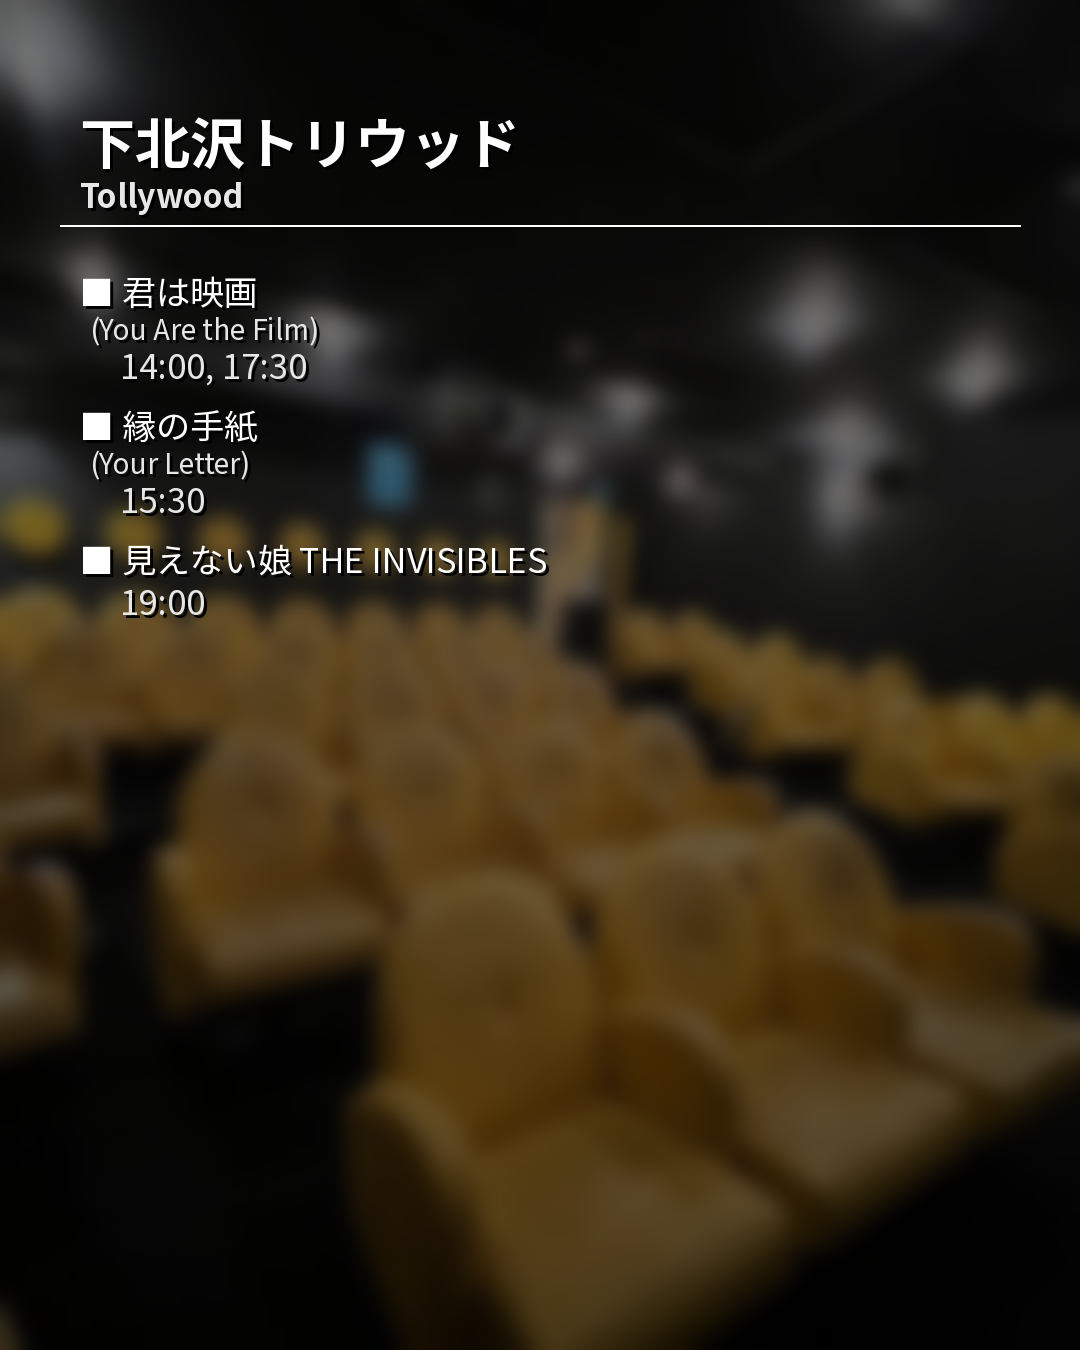 下北沢トリウッド
Tollywood
■ 君は映画
(You Are the Film)
14:00, 17:30
■ 縁の手紙
(Your Letter)
15:30
■ 見えない娘 THE INVISIBLES
19:00